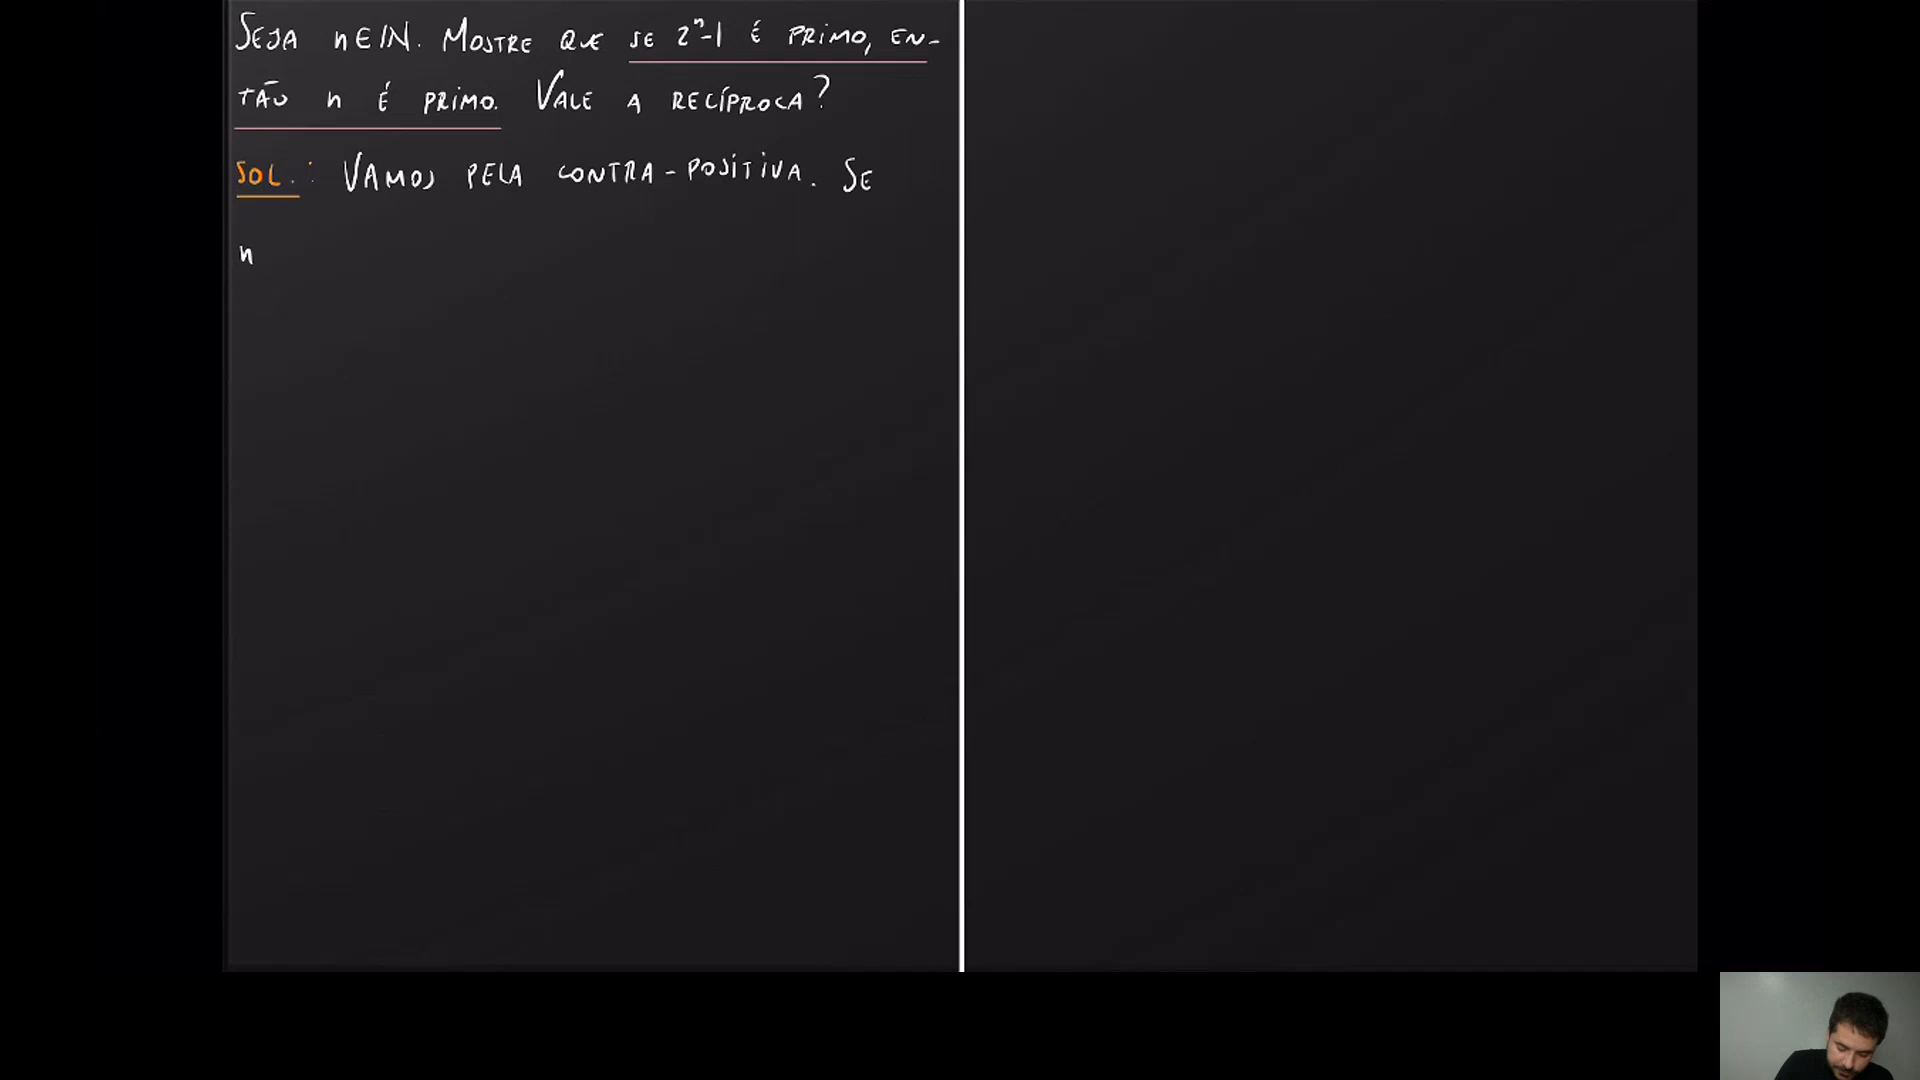 SEJA n∈ℕ. MOSTRE QUE SE 2ⁿ-1 É PRIMO, EN-
TÃO n É PRIMO. VALE A RECÍPROCA?
SOL.: VAMOS PELA CONTRA-POSITIVA. SE
n